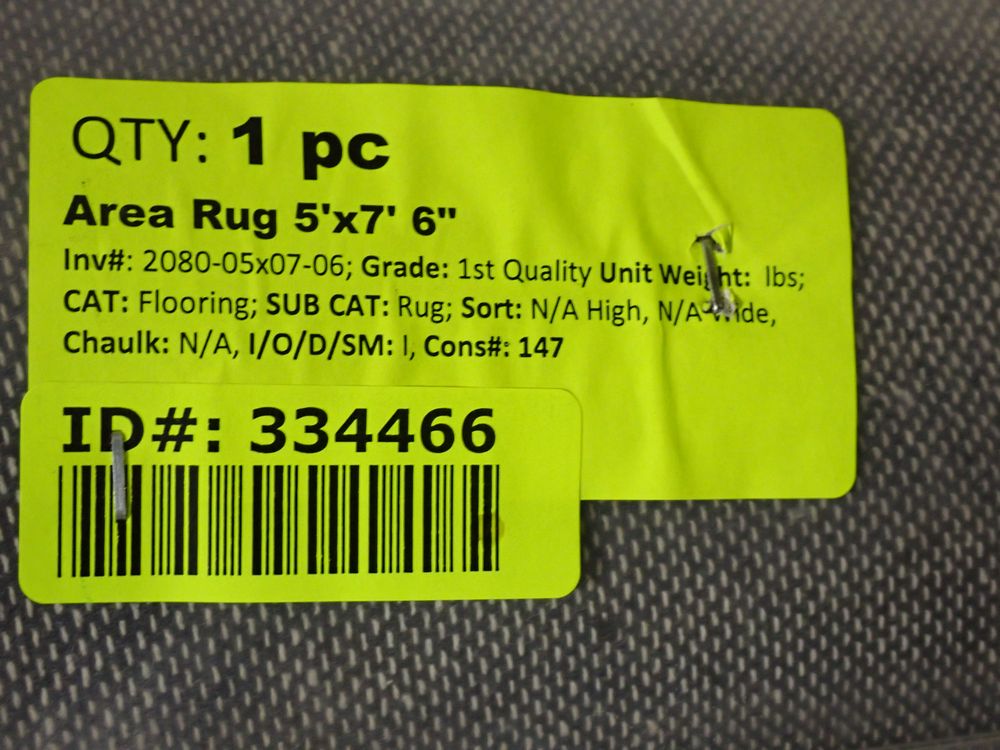 QTY: 1 pc
Area Rug 5'x7' 6"
Inv#: 2080-05x07-06; Grade: 1st Quality Unit Weight: lbs;
CAT: Flooring; SUB CAT: Rug; Sort: N/A High, N/A Wide,
Chaulk: N/A, I/O/D/SM: I, Cons#: 147
ID#: 334466